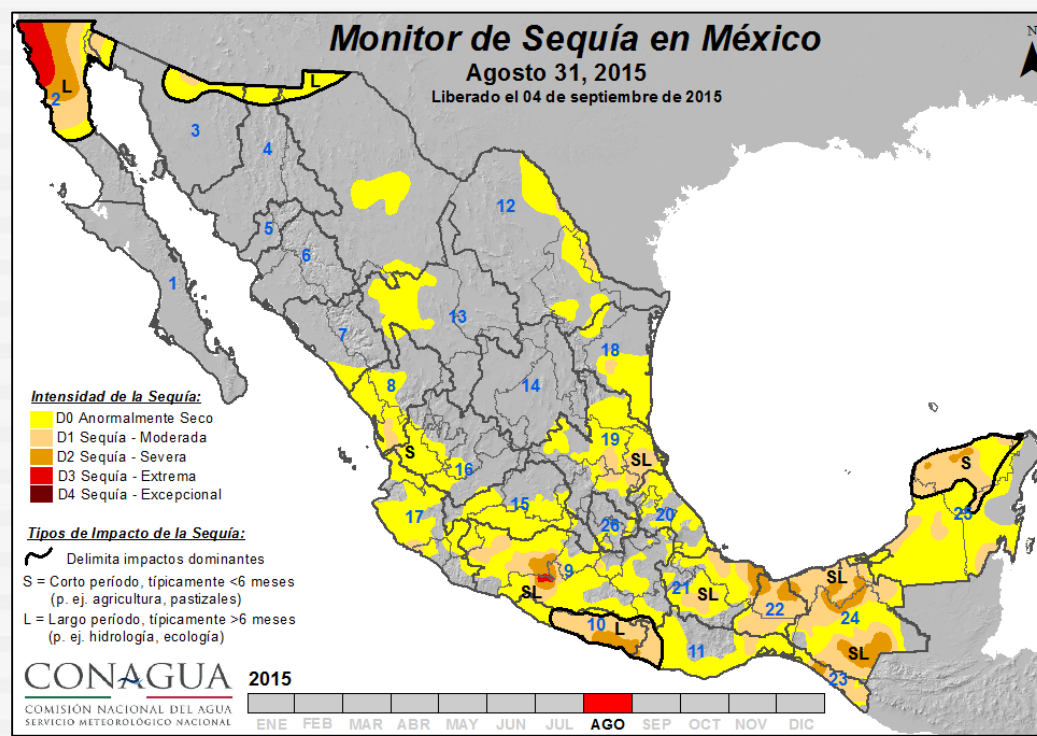 Monitor de Sequía en México
Agosto 31, 2015
Liberado el 04 de septiembre de 2015
N
L
L
2
3
4
12
5
6
1
13
7
18
8
14
Intensidad de la Sequía:
D0 Anormalmente Seco
D1 Sequía - Moderada
D2 Sequía - Severa
D3 Sequía - Extrema
D4 Sequía - Excepcional
S
16
19
SL
S
25
15
17
20
26
Tipos de Impacto de la Sequía:
Delimita impactos dominantes
S = Corto período, típicamente <6 meses
(p. ej. agricultura, pastizales)
L = Largo período, típicamente >6 meses
(p. ej. hidrología, ecología)
9
SL
21
SL
22
SL
24
10
L
11
SL
23
CONAGUA
COMISIÓN NACIONAL DEL AGUA
SERVICIO METEOROLÓGICO NACIONAL
2015
ENE FEB MAR ABR MAY JUN JUL AGO SEP OCT NOV DIC